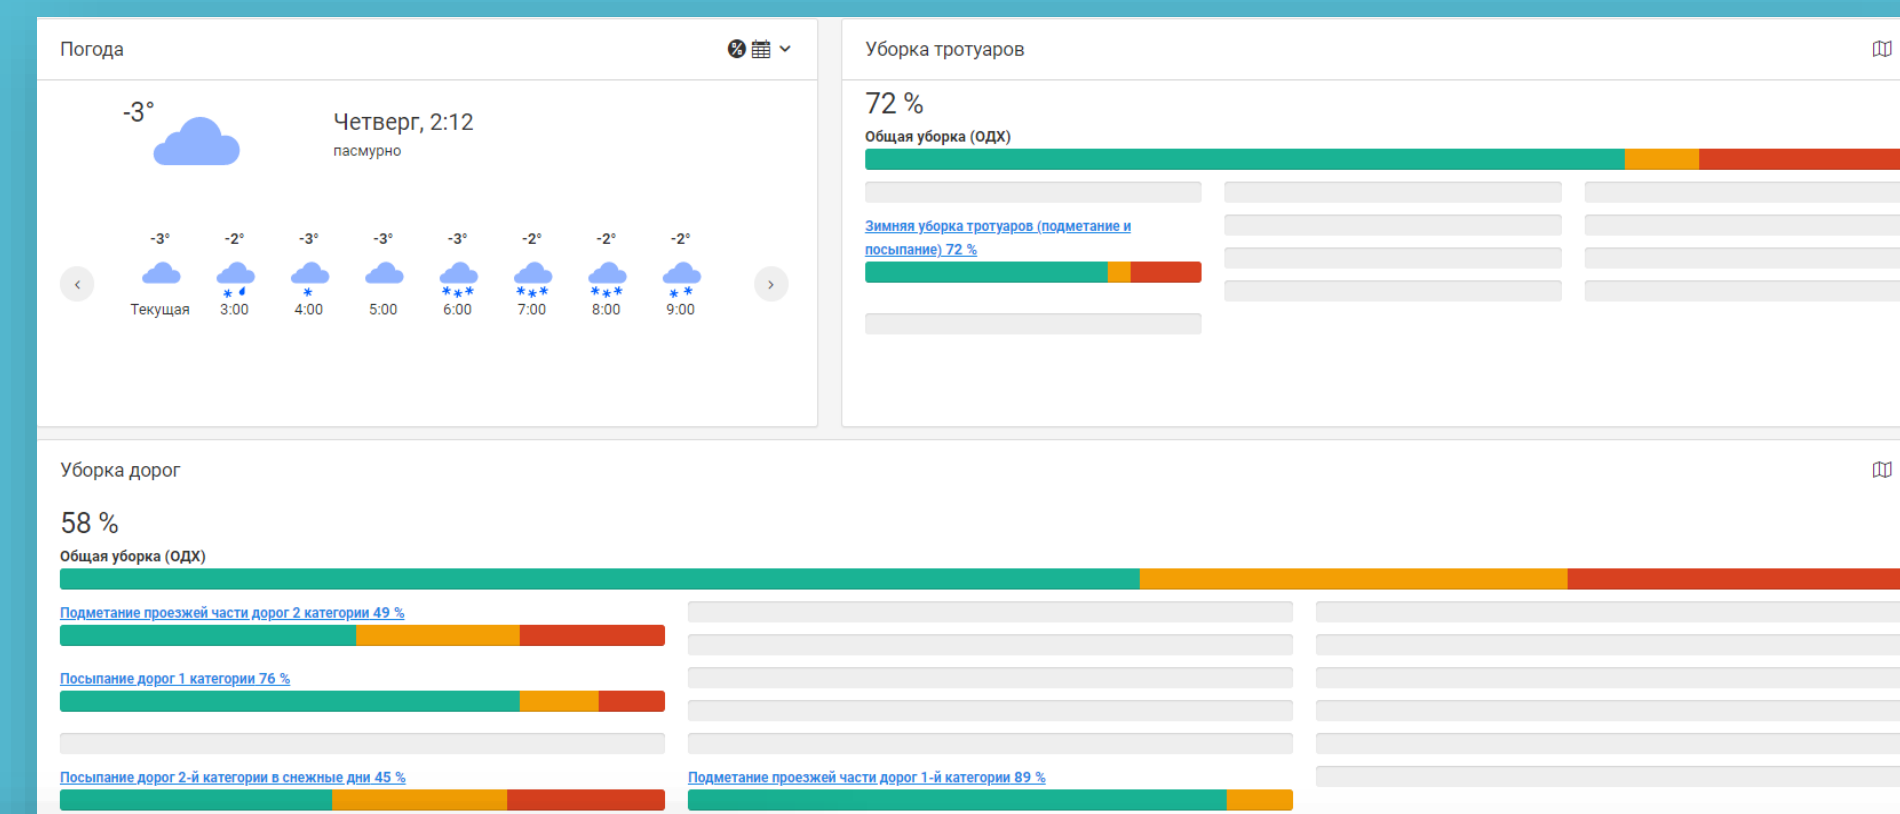 Погода
-3°
Четверг, 2:12
пасмурно
-3° -2° -3° -3° -3° -2° -2° -2°
Текущая 3:00 4:00 5:00 6:00 7:00 8:00 9:00
Уборка тротуаров
72 %
Общая уборка (ОДХ)
Зимняя уборка тротуаров (подметание и
посыпание) 72 %
Уборка дорог
58 %
Общая уборка (ОДХ)
Подметание проезжей части дорог 2 категории 49 %
Посыпание дорог 1 категории 76 %
Посыпание дорог 2-й категории в снежные дни 45 %
Подметание проезжей части дорог 1-й категории 89 %